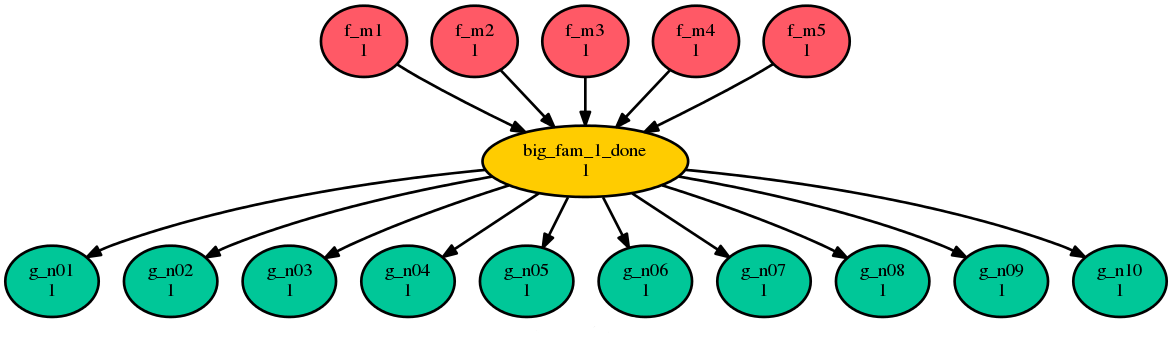 f_m1
1
f_m2
1
f_m3
1
f_m4
1
f_m5
1
big_fam_1_done
1
g_n01
1
g_n02
1
g_n03
1
g_n04
1
g_n05
1
g_n06
1
g_n07
1
g_n08
1
g_n09
1
g_n10
1